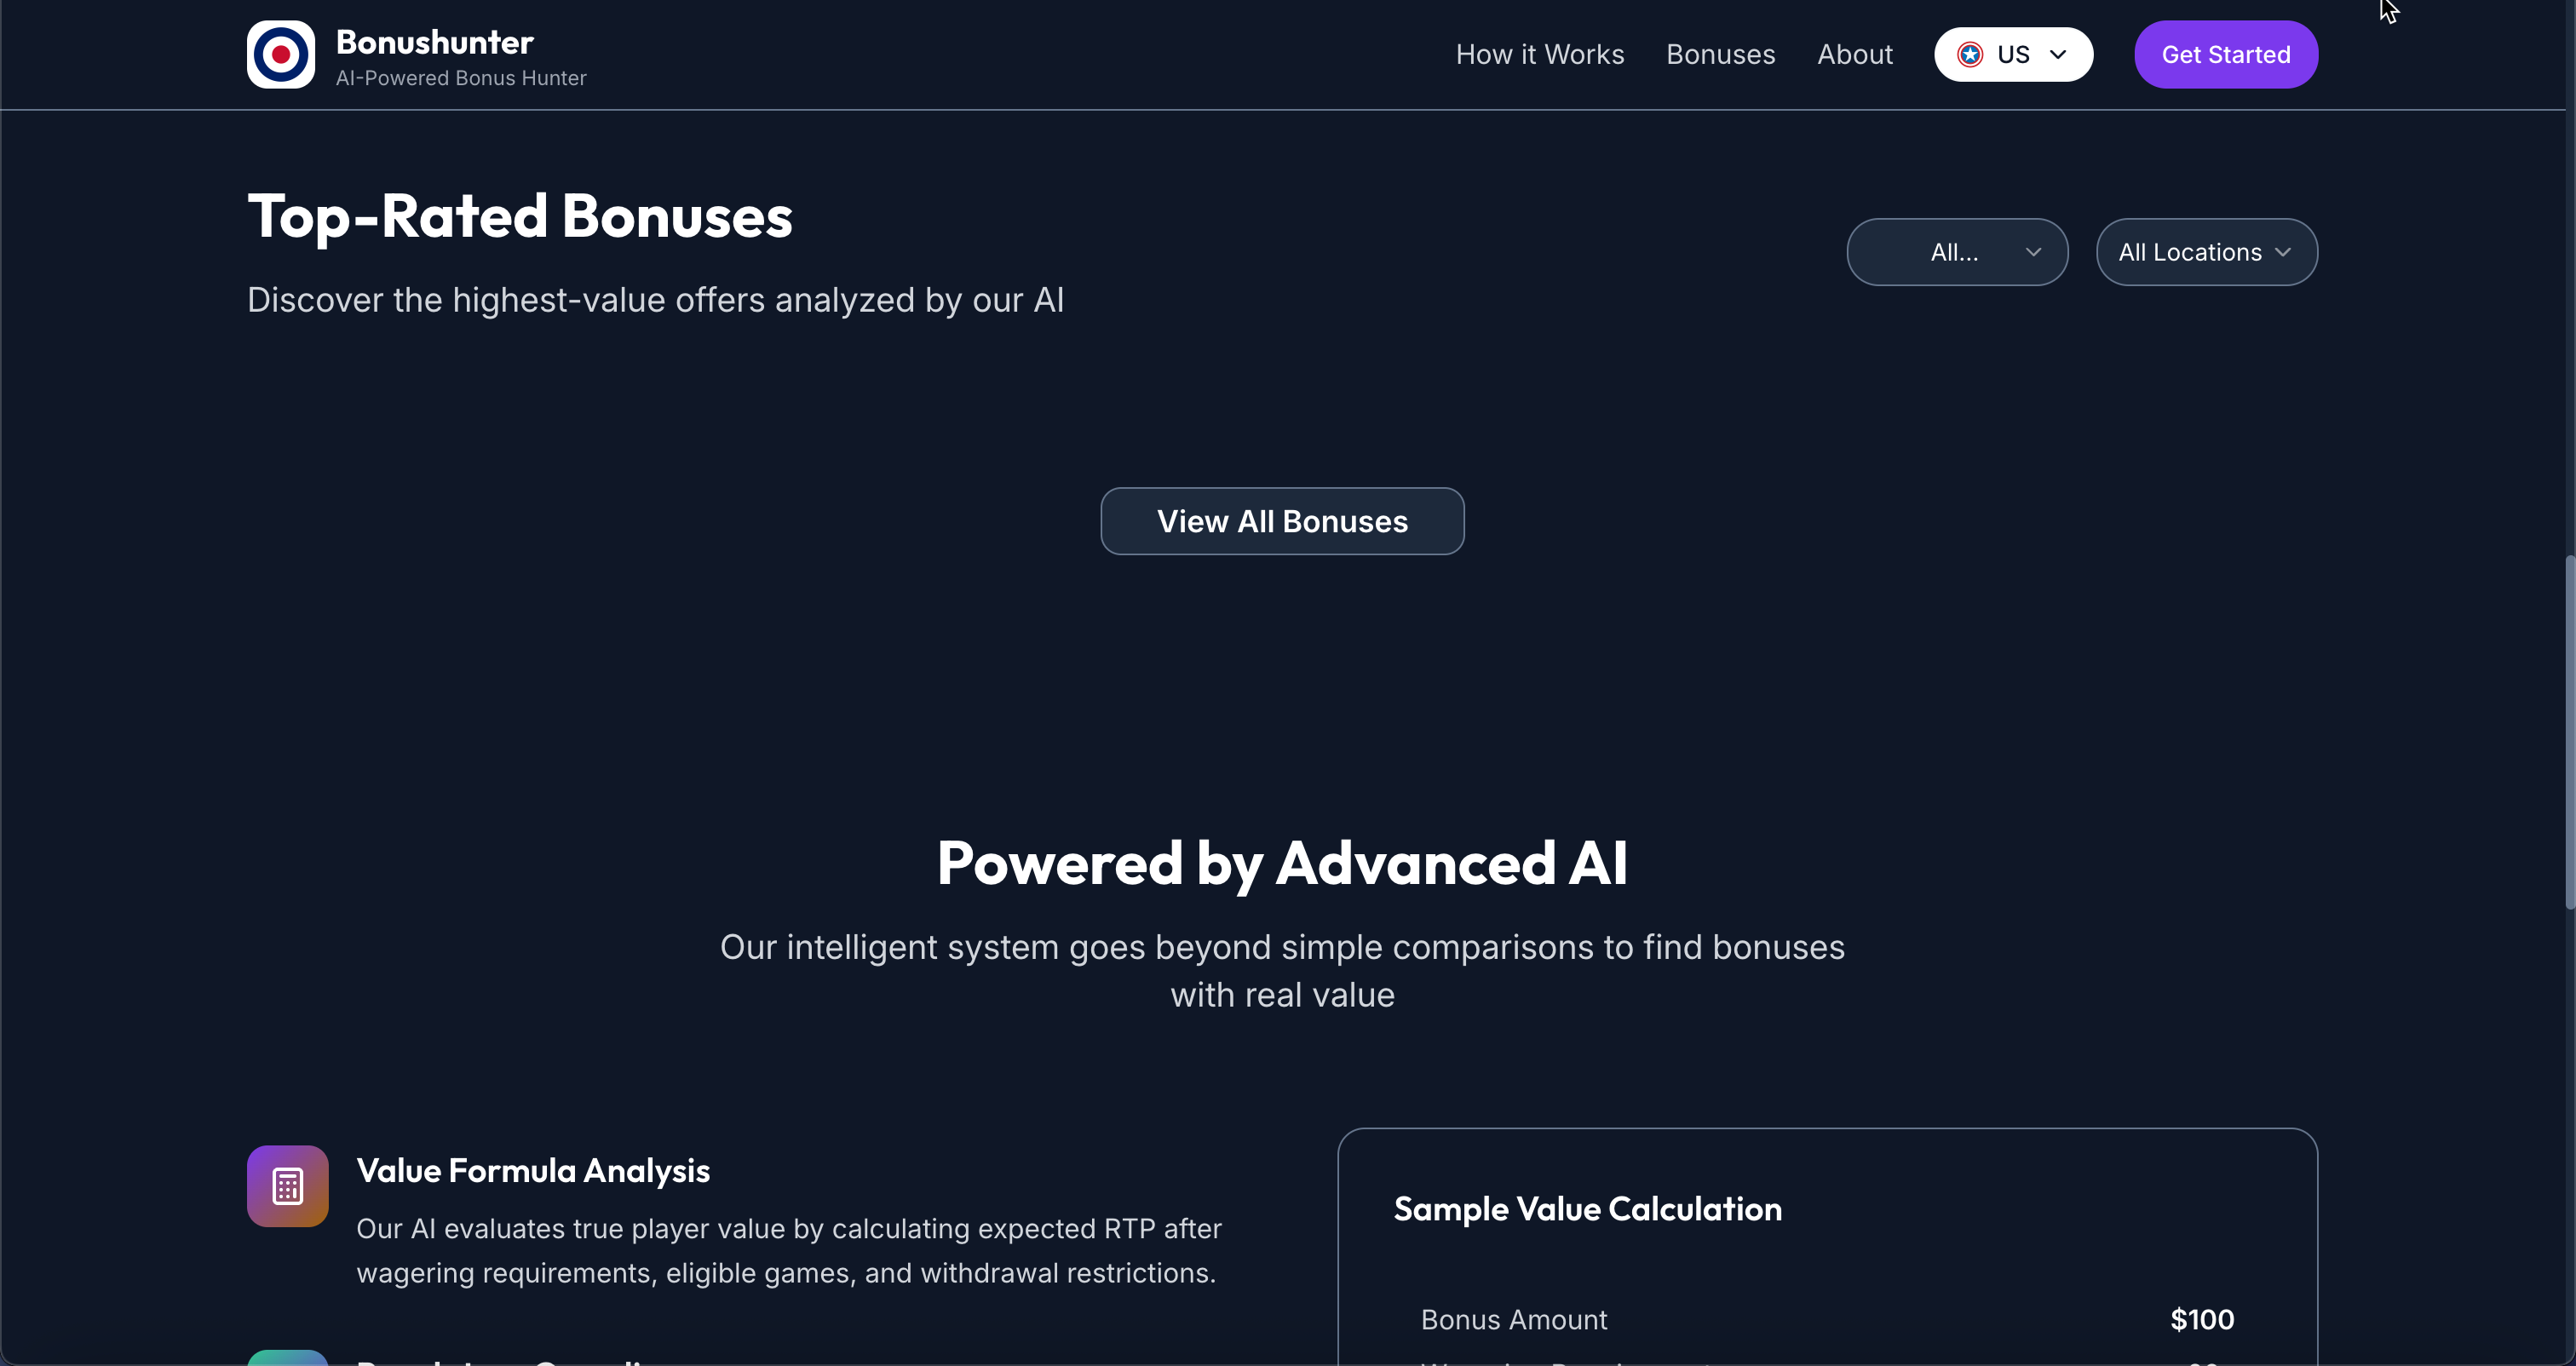 Bonushunter
AI-Powered Bonus Hunter
How it Works
Bonuses
About
US
Get Started
Top-Rated Bonuses
Discover the highest-value offers analyzed by our AI
All...
All Locations
View All Bonuses
Powered by Advanced AI
Our intelligent system goes beyond simple comparisons to find bonuses
with real value
Value Formula Analysis
Our AI evaluates true player value by calculating expected RTP after
wagering requirements, eligible games, and withdrawal restrictions.
Sample Value Calculation
Bonus Amount
$100